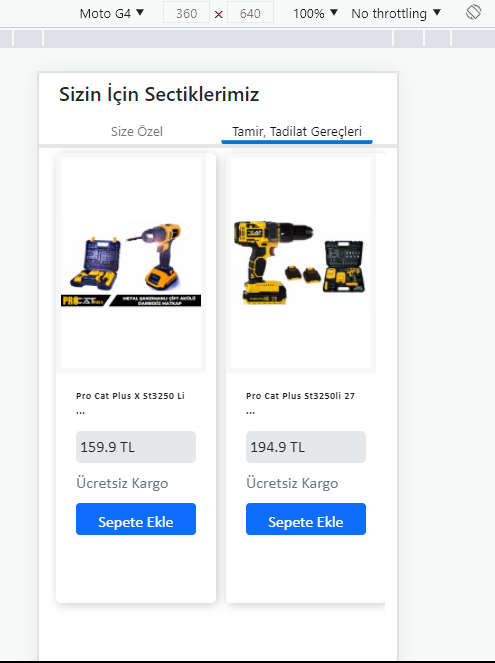 Moto G4 ▼ 360 × 640 100% ▼ No throttling ▼
Sizin İçin Sectiklerimiz
Size Özel
Tamir, Tadilat Gereçleri
PRO CAT PLUS
METAL ŞANZIMANLI ÇİFT AKÜLÜ
DARBESİZ MATKAP
Pro Cat Plus X St3250 Li
...
159.9 TL
Ücretsiz Kargo
Sepete Ekle
Pro Cat Plus St3250li 27
...
194.9 TL
Ücretsiz Kargo
Sepete Ekle